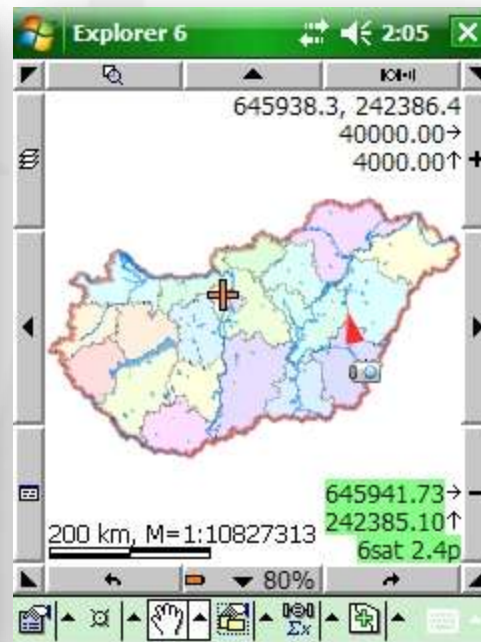 Explorer 6 2:05
645938.3, 242386.4
40000.00→
4000.00↑
645941.73→
242385.10↑
6sat 2.4p
200 km, M=1:10827313
80%
Σx